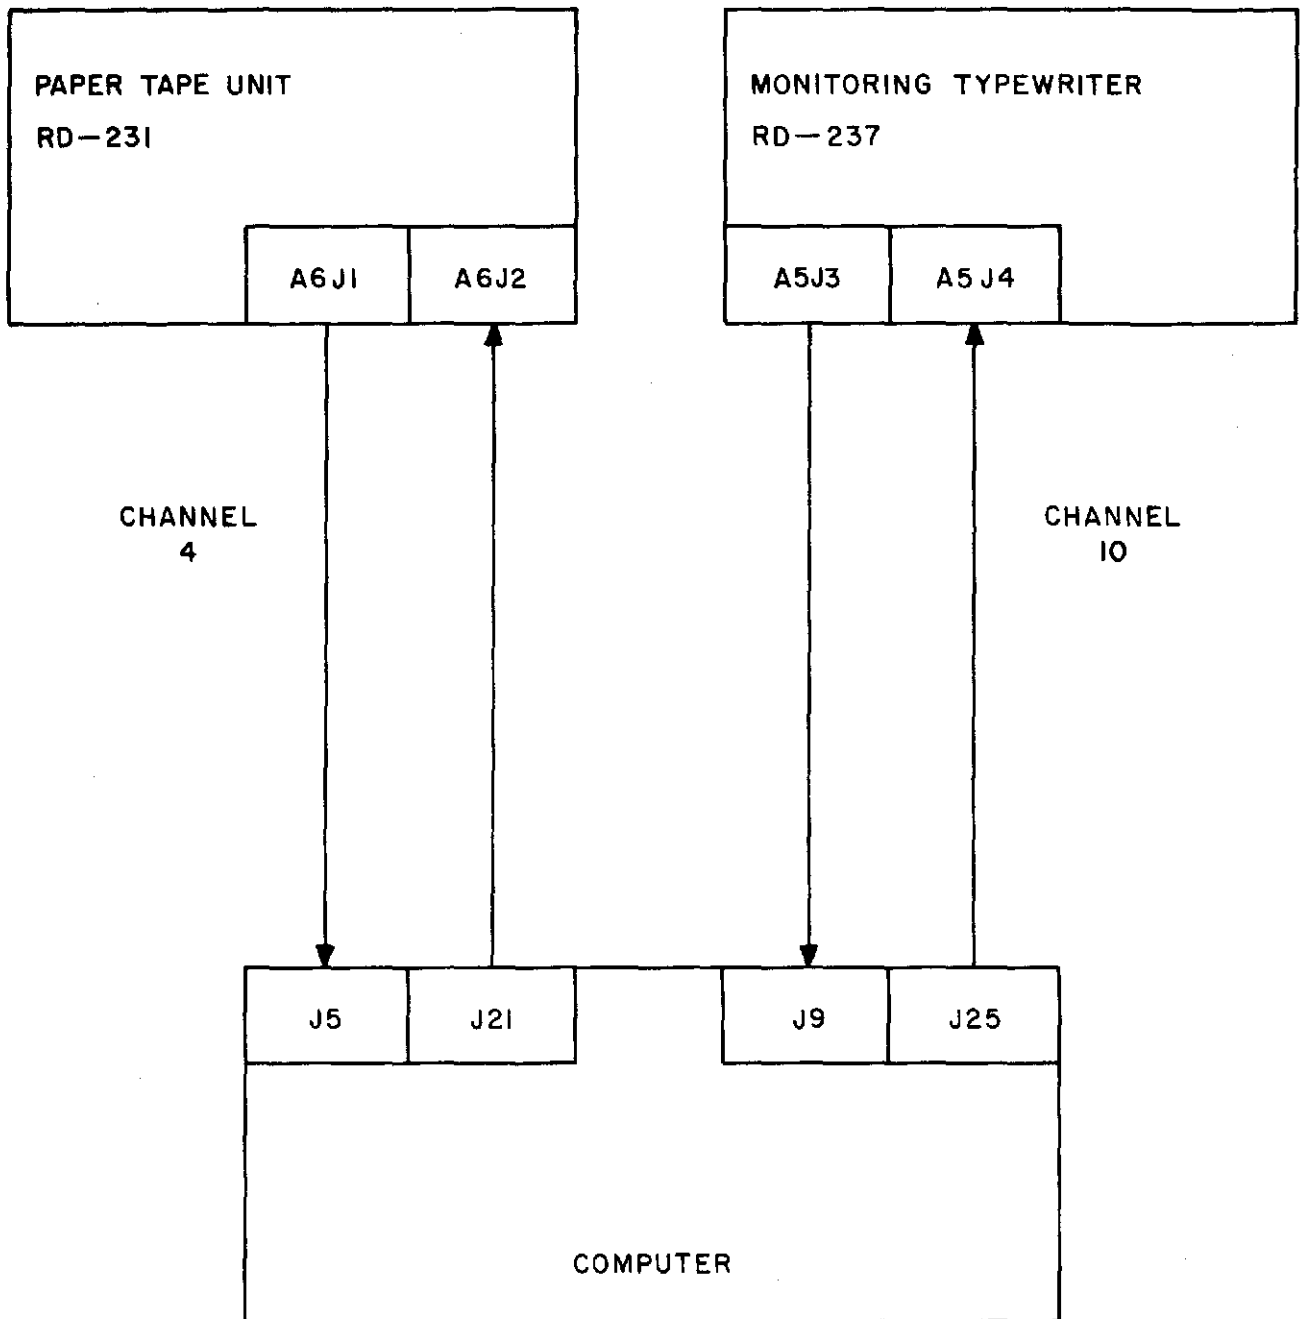 PAPER TAPE UNIT
RD-231
MONITORING TYPEWRITER
RD-237
A6J1
A6J2
A5J3
A5J4
CHANNEL
4
CHANNEL
10
J5
J21
J9
J25
COMPUTER